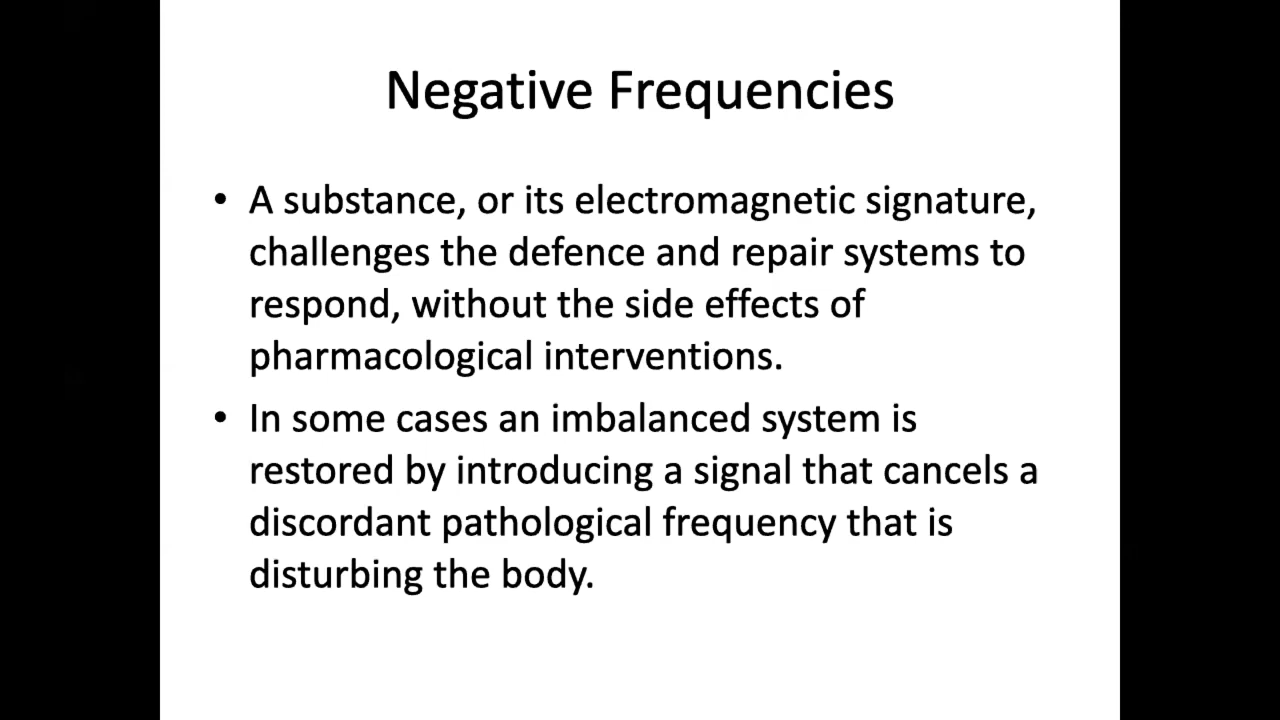 Negative Frequencies
• A substance, or its electromagnetic signature,
challenges the defence and repair systems to
respond, without the side effects of
pharmacological interventions.
• In some cases an imbalanced system is
restored by introducing a signal that cancels a
discordant pathological frequency that is
disturbing the body.